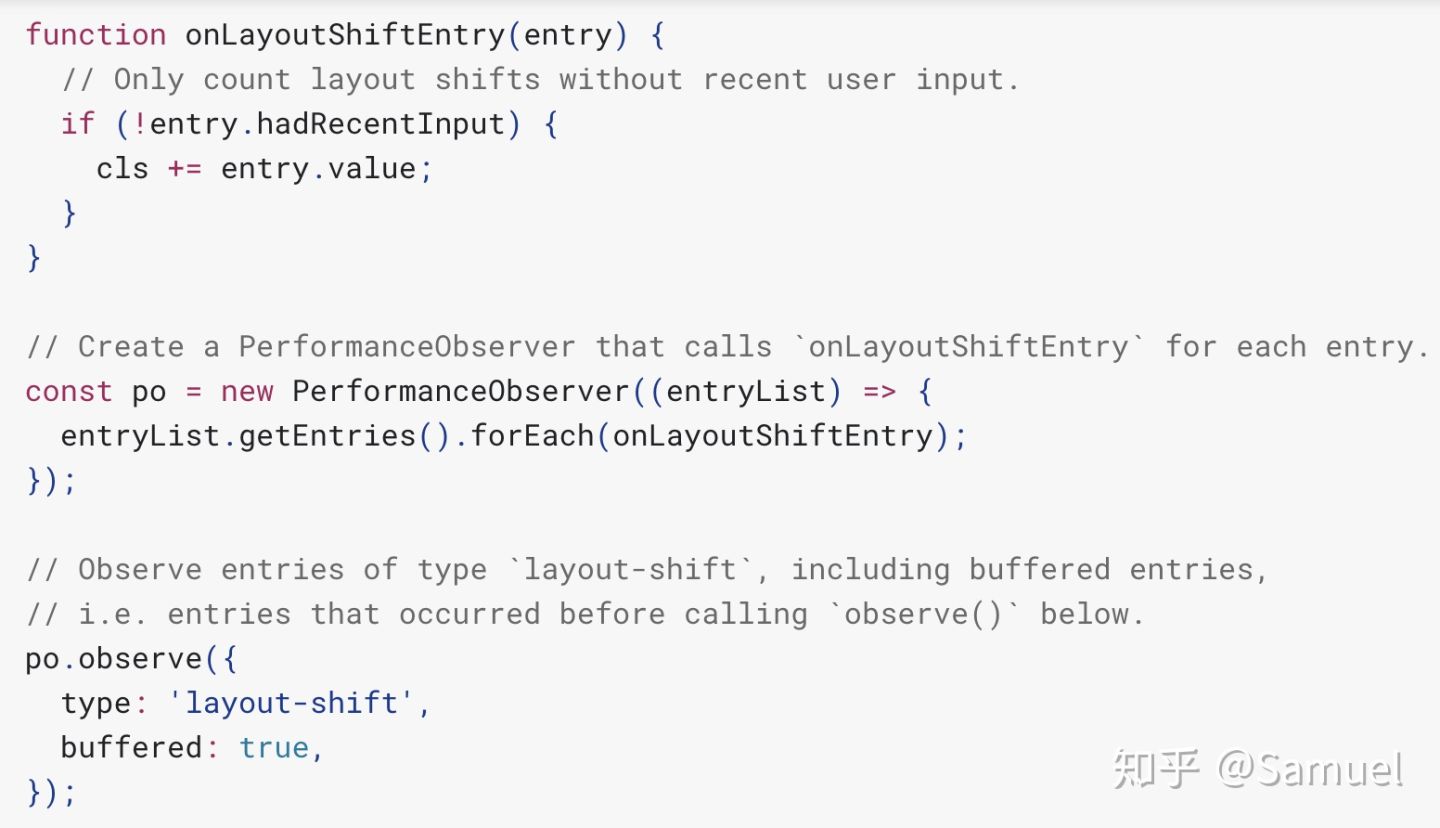 function onLayoutShiftEntry(entry) {
  // Only count layout shifts without recent user input.
  if (!entry.hadRecentInput) {
    cls += entry.value;
  }
}

// Create a PerformanceObserver that calls `onLayoutShiftEntry` for each entry.
const po = new PerformanceObserver((entryList) => {
  entryList.getEntries().forEach(onLayoutShiftEntry);
});

// Observe entries of type `layout-shift`, including buffered entries,
// i.e. entries that occurred before calling `observe()` below.
po.observe({
  type: 'layout-shift',
  buffered: true,
});
知乎 @Samuel